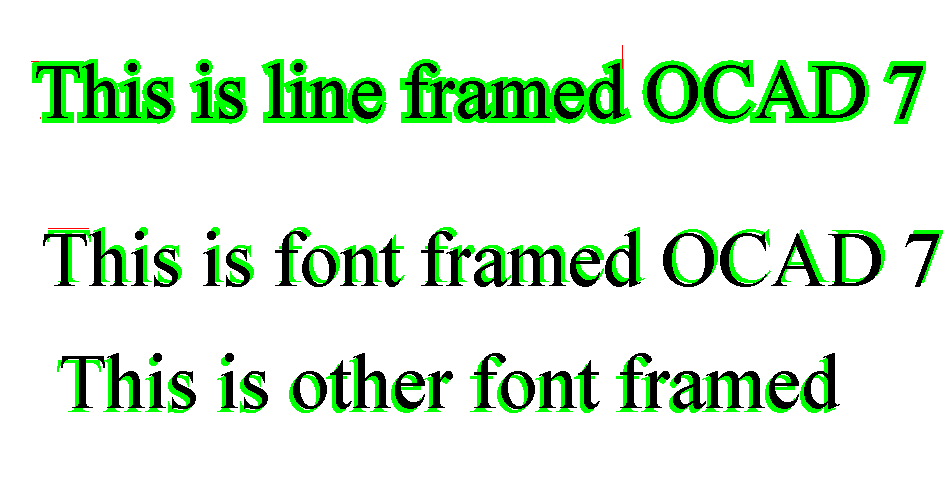 This is line framed OCAD 7
This is font framed OCAD 7
This is other font framed